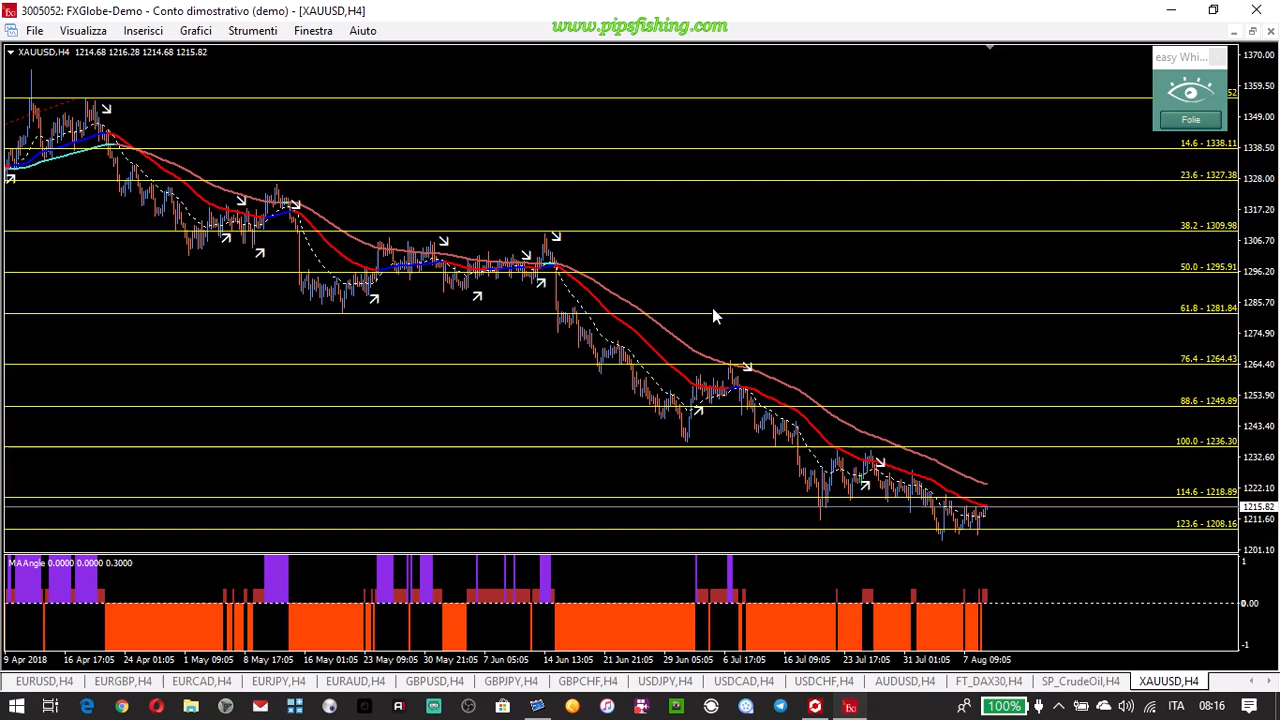 3005052: FXGlobe-Demo - Conto dimostrativo (demo) - [XAUUSD,H4]
www.pipsfishing.com
File Visualizza Inserisci Grafici Strumenti Finestra Aiuto
XAUUSD,H4 1214.68 1216.28 1214.68 1215.82
easy Whi...
Folie
1370.00
1359.50
1349.00
14.6 - 1338.11
1338.50
23.6 - 1327.38
1328.00
1317.20
38.2 - 1309.98
1306.70
50.0 - 1295.91
1296.20
61.8 - 1281.84
1285.70
1274.90
76.4 - 1264.43
1264.40
88.6 - 1249.89
1253.90
1243.40
100.0 - 1236.30
1232.60
1222.10
114.6 - 1218.89
1215.82
1211.60
123.6 - 1208.16
1201.10
MAAngle 0.0000 0.0000 0.3000
1
0.00
-1
9 Apr 2018 16 Apr 17:05 24 Apr 01:05 1 May 09:05 8 May 17:05 16 May 01:05 23 May 09:05 30 May 21:05 7 Jun 05:05 14 Jun 13:05 21 Jun 21:05 29 Jun 05:05 6 Jul 17:05 16 Jul 09:05 23 Jul 17:05 31 Jul 01:05 7 Aug 09:05
EURUSD,H4 EURGBP,H4 EURCAD,H4 EURJPY,H4 EURAUD,H4 GBPUSD,H4 GBPJPY,H4 GBPCHF,H4 USDJPY,H4 USDCAD,H4 USDCHF,H4 AUDUSD,H4 FT_DAX30,H4 SP_CrudeOil,H4 XAUUSD,H4
100% ITA 08:16